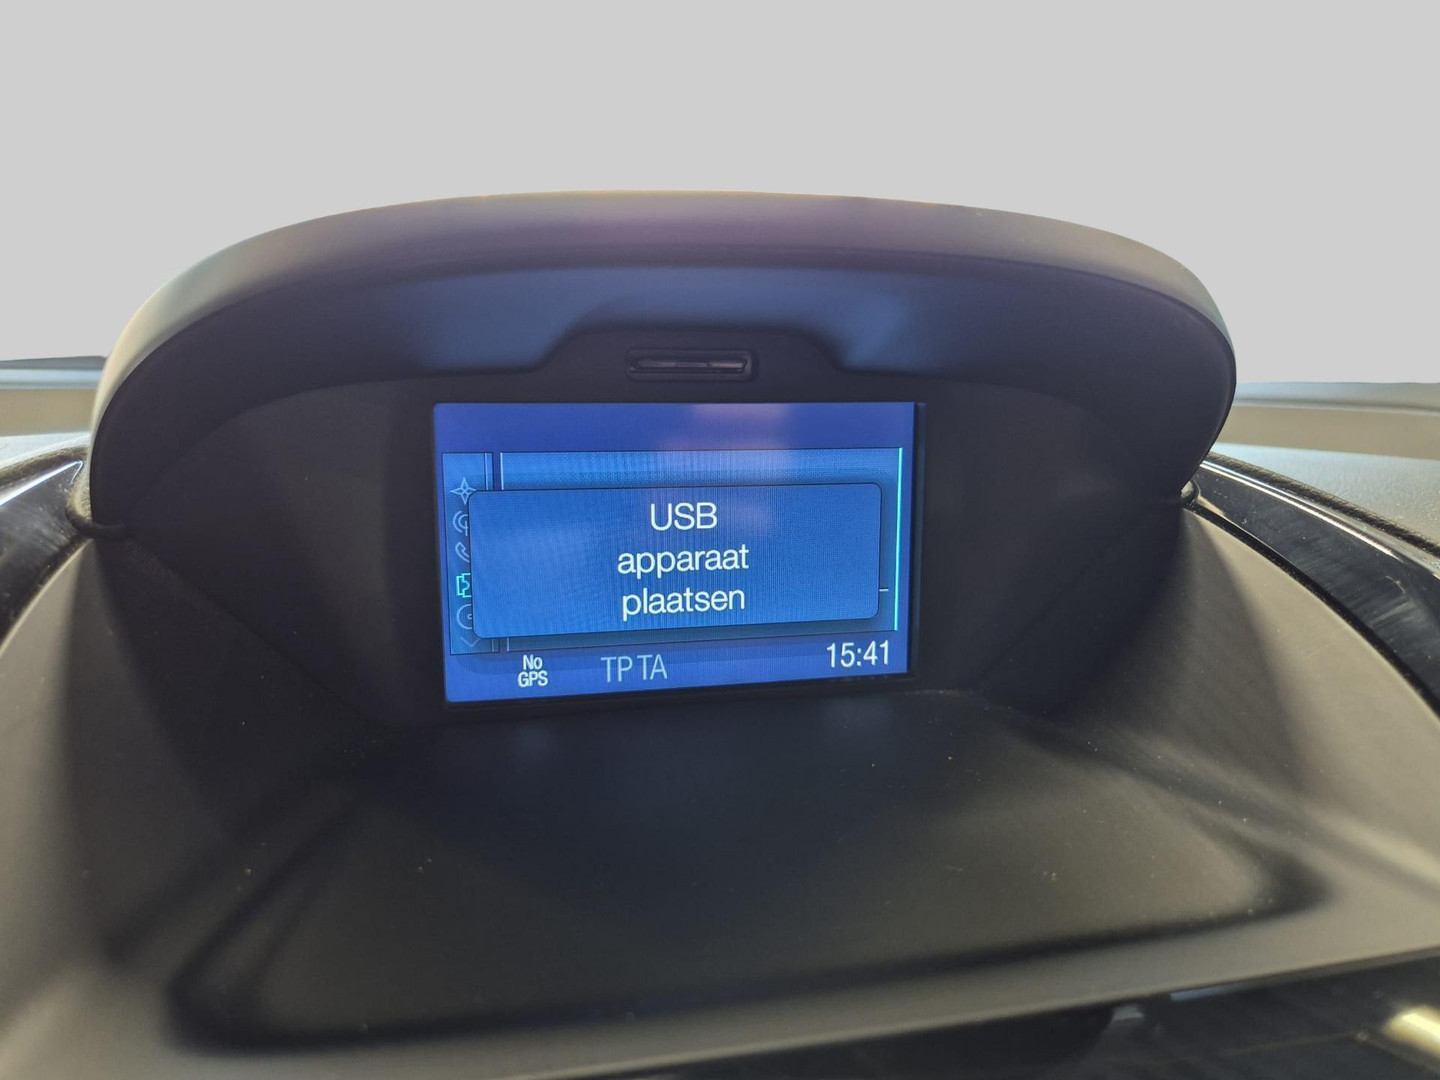 USB
apparaat
plaatsen
No
GPS
TP TA
15:41